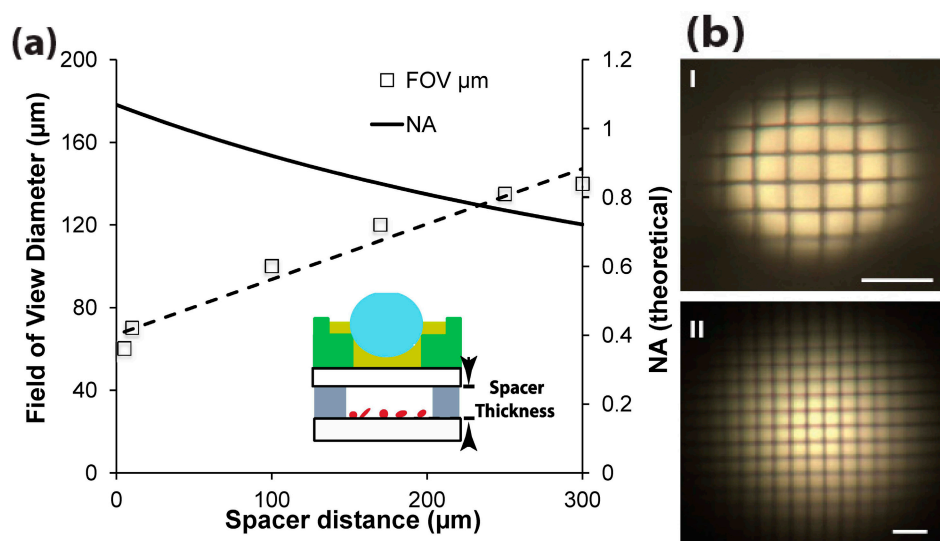 (a)
200
160
120
80
60
40
20
0
Field of View Diameter (µm)
FOV µm
NA
Spacer
Thickness
0
100
200
300
Spacer distance (µm)
1.2
1
0.8
0.6
0.4
0.2
0
NA (theoretical)
(b)
I
II